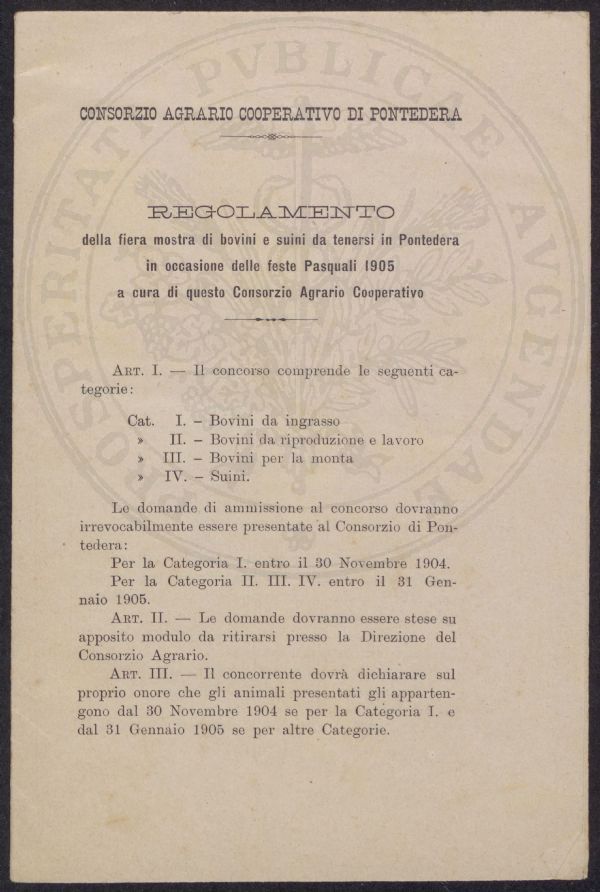 CONSORZIO AGRARIO COOPERATIVO DI PONTEDERA
REGOLAMENTO
della fiera mostra di bovini e suini da tenersi in Pontedera
in occasione delle feste Pasquali 1905
a cura di questo Consorzio Agrario Cooperativo
ART. I. — Il concorso comprende le seguenti ca-
tegorie:
Cat. I. – Bovini da ingrasso
» II. – Bovini da riproduzione e lavoro
» III. – Bovini per la monta
» IV. – Suini.
Le domande di ammissione al concorso dovranno
irrevocabilmente essere presentate al Consorzio di Pon-
tedera:
Per la Categoria I. entro il 30 Novembre 1904.
Per la Categoria II. III. IV. entro il 31 Gen-
naio 1905.
ART. II. — Le domande dovranno essere stese su
apposito modulo da ritirarsi presso la Direzione del
Consorzio Agrario.
ART. III. — Il concorrente dovrà dichiarare sul
proprio onore che gli animali presentati gli apparten-
gono dal 30 Novembre 1904 se per la Categoria I. e
dal 31 Gennaio 1905 se per altre Categorie.
PROSPERITATI PVBLICAE AVGENDAE